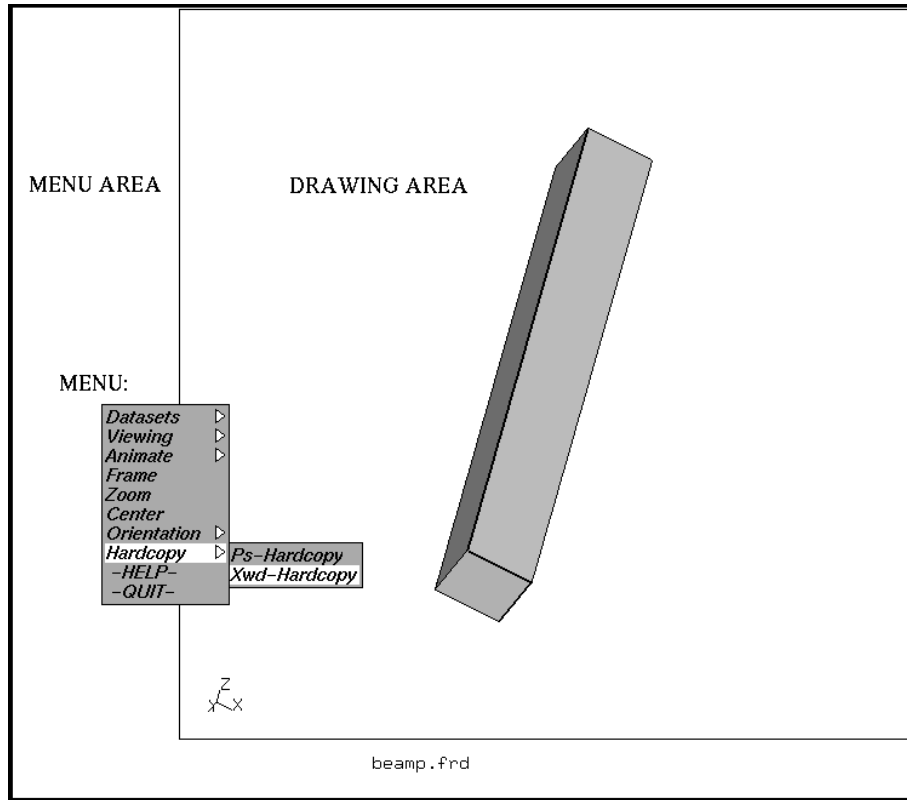 MENU AREA
DRAWING AREA
MENU:
Datasets
Viewing
Animate
Frame
Zoom
Center
Orientation
Hardcopy
Ps-Hardcopy
Xwd-Hardcopy
-HELP-
-QUIT-
Z
Y
X
beamp.frd